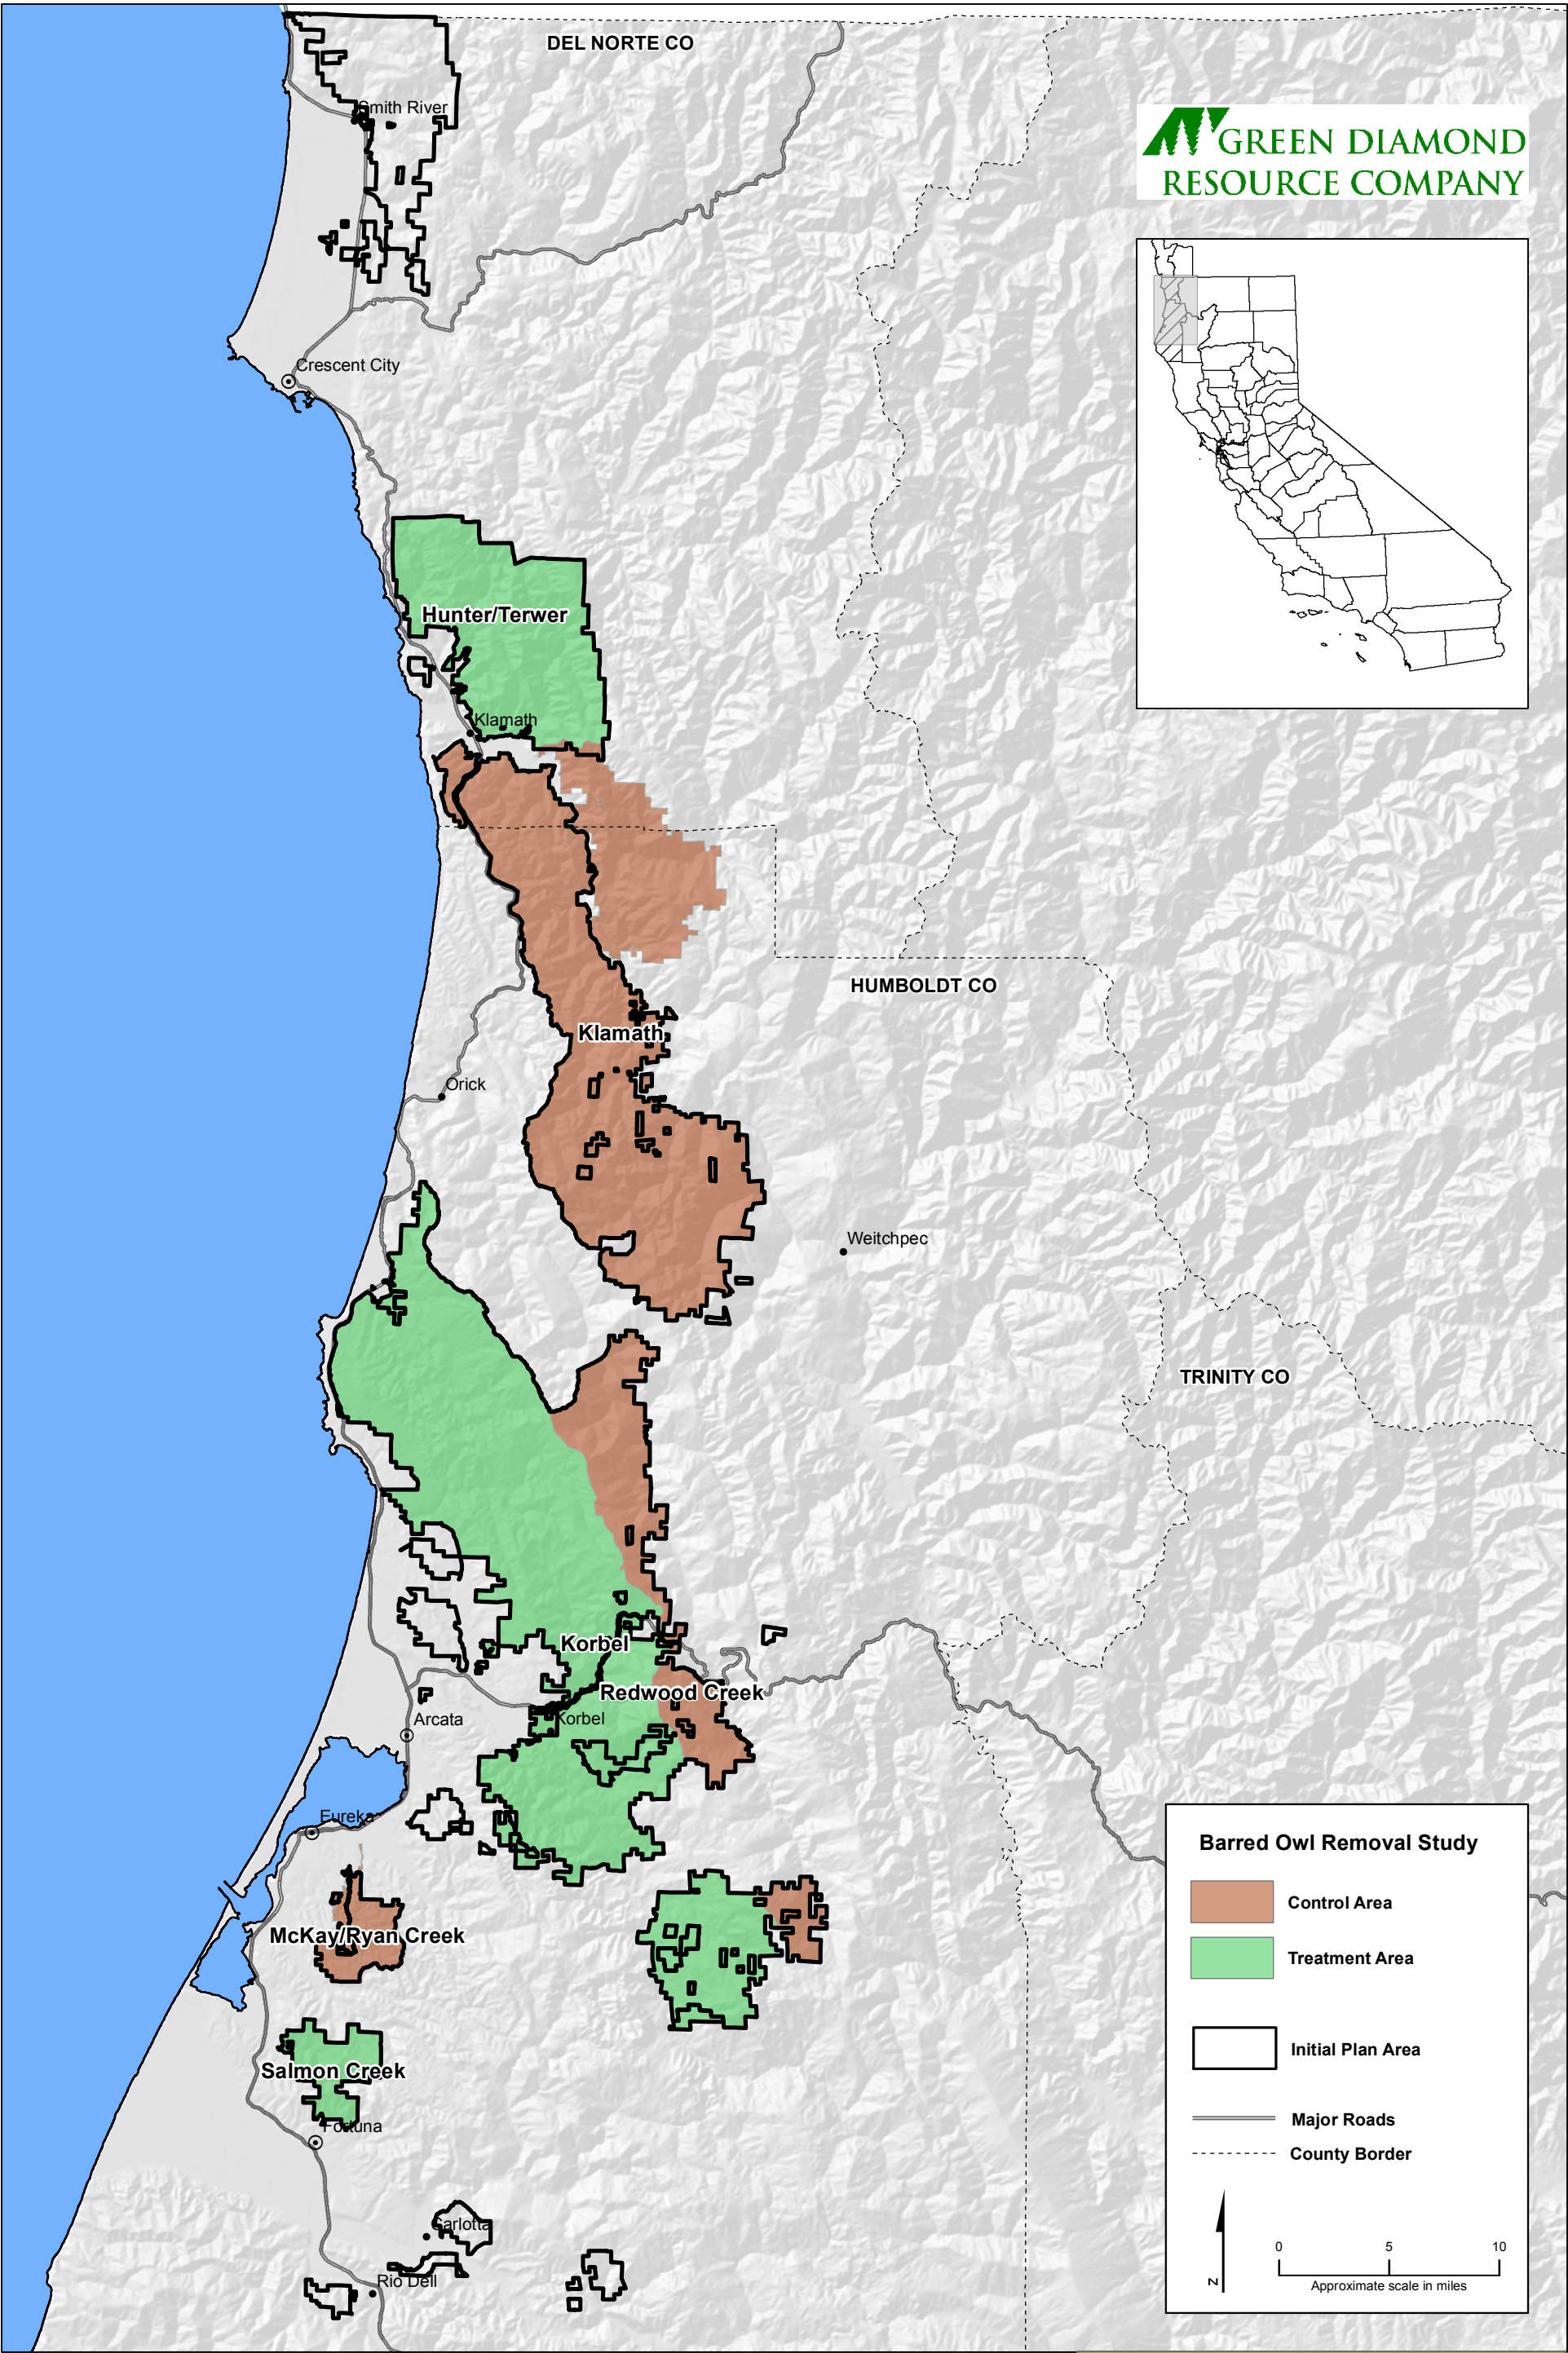 DEL NORTE CO
Smith River
GREEN DIAMOND
RESOURCE COMPANY
Crescent City
Hunter/Terwer
Klamath
HUMBOLDT CO
Klamath
Orick
Weitchpec
TRINITY CO
Korbel
Redwood Creek
Korbel
Arcata
Eureka
McKay/Ryan Creek
Salmon Creek
Fortuna
Carlotta
Rio Dell
Barred Owl Removal Study
Control Area
Treatment Area
Initial Plan Area
Major Roads
County Border
N
0 5 10
Approximate scale in miles